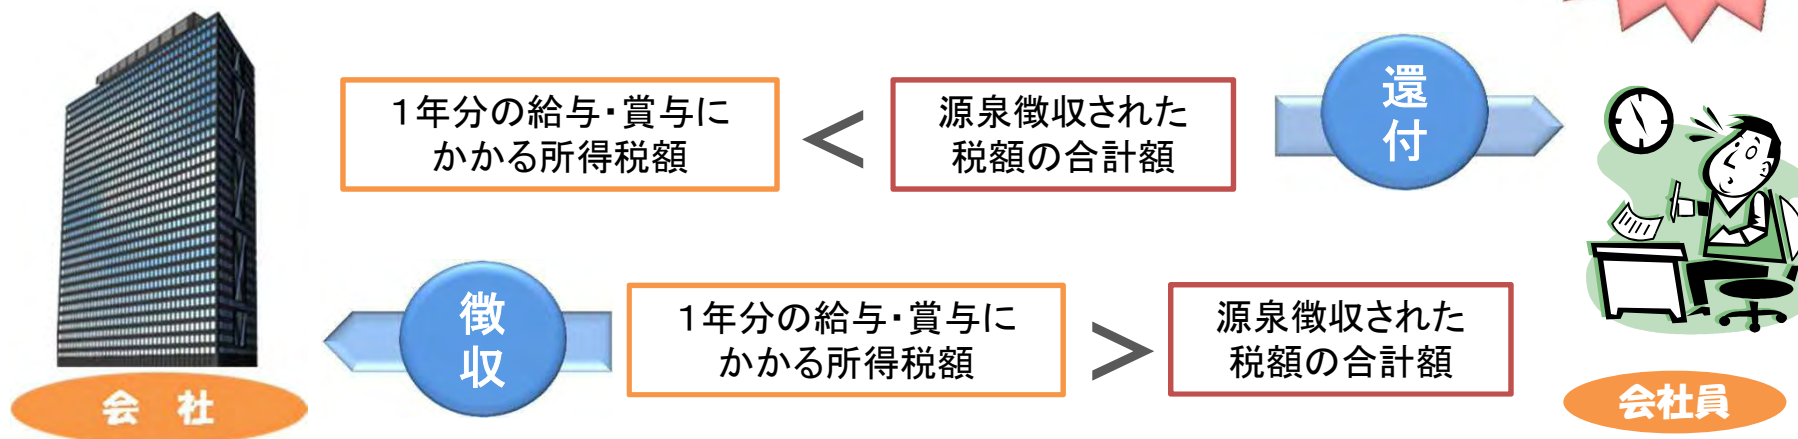 1年分の給与・賞与に
かかる所得税額
<
源泉徴収された
税額の合計額
還
付
徴
収
1年分の給与・賞与に
かかる所得税額
>
源泉徴収された
税額の合計額
会 社
会社員